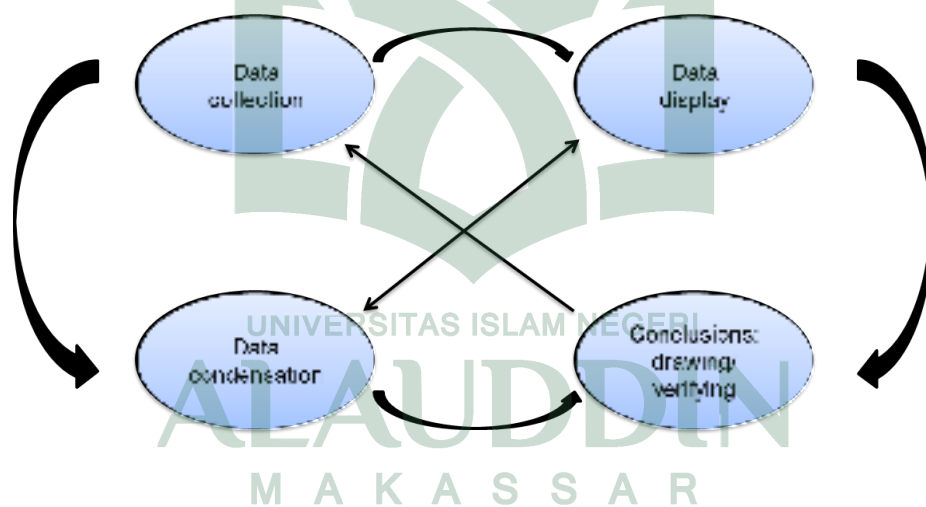 Data
collection
Data
display
UNIVERSITAS ISLAM NEGERI
Data
condensation
Conclusions:
drawing/
verifying
ALAUDDIN
M A K A S S A R